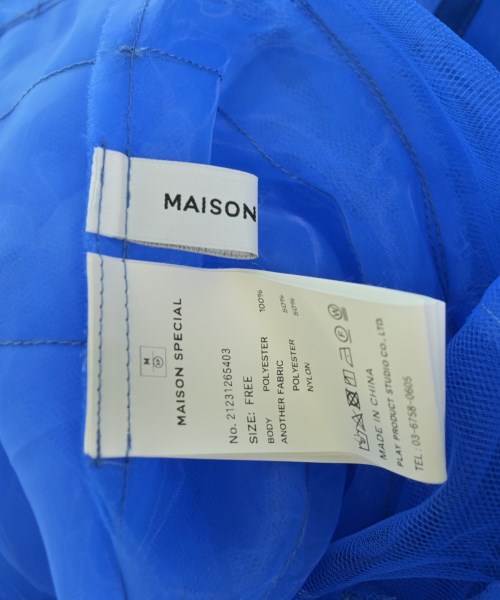 MAISON
M
S
MAISON SPECIAL
No. 21231265403
SIZE: FREE
BODY
POLYESTER 100%
ANOTHER FABRIC
POLYESTER 50%
NYLON 50%
MADE IN CHINA
PLAY PRODUCT STUDIO CO., LTD.
TEL: 03-6758-0605